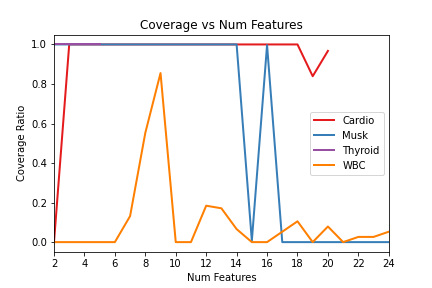 Coverage vs Num Features
Coverage Ratio
1.0
0.8
0.6
0.4
0.2
0.0
Cardio
Musk
Thyroid
WBC
2 4 6 8 10 12 14 16 18 20 22 24
Num Features